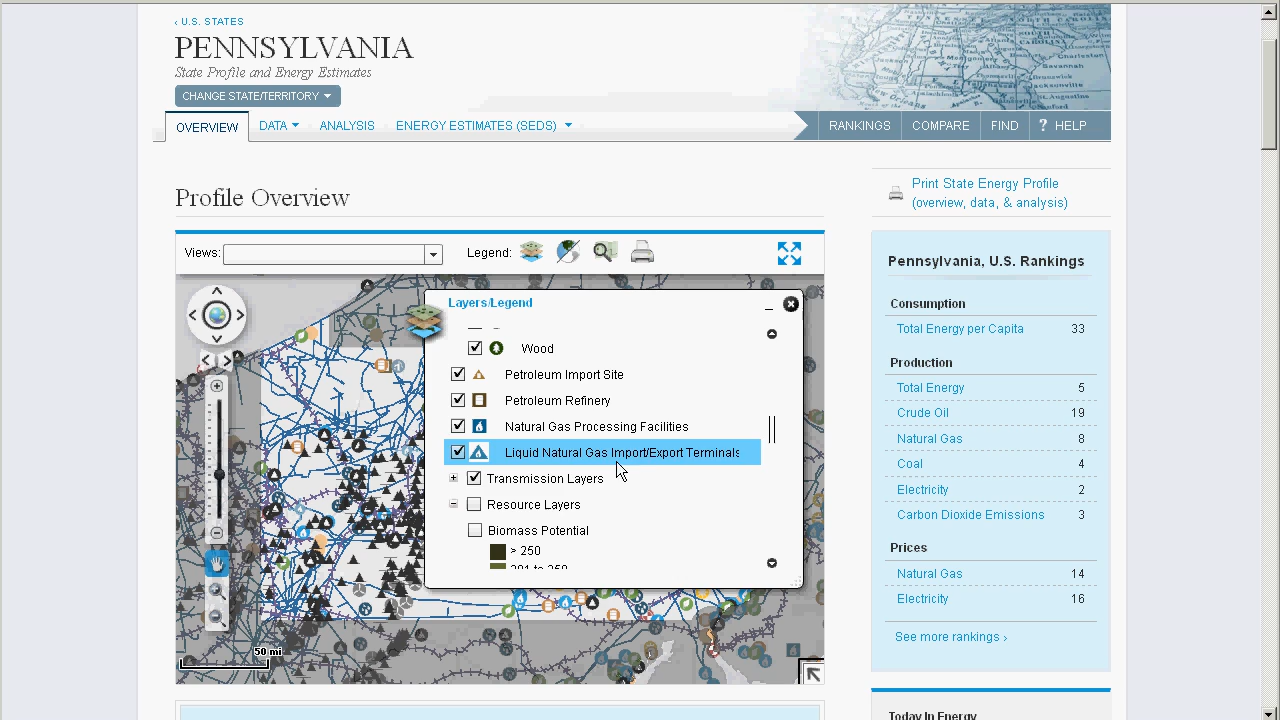 ‹ U.S. STATES
PENNSYLVANIA
State Profile and Energy
CHANGE STATE/TERRITORY
OVERVIEW
DATA
ANALYSIS
ENERGY ESTIMATES (SEDS)
RANKINGS
COMPARE
FIND
? HELP
Profile Overview
Print State Energy Profile
(overview, data, & analysis)
Views:
Legend:
Layers/Legend
Wood
Petroleum Import Site
Petroleum Refinery
Natural Gas Processing Facilities
Liquid Natural Gas Import/Export Terminals
Transmission Layers
Resource Layers
Biomass Potential
> 250
50 mi
Pennsylvania, U.S. Rankings
Consumption
Total Energy per Capita 33
Production
Total Energy 5
Crude Oil 19
Natural Gas 8
Coal 4
Electricity 2
Carbon Dioxide Emissions 3
Prices
Natural Gas 14
Electricity 16
See more rankings ›
Today In Energy